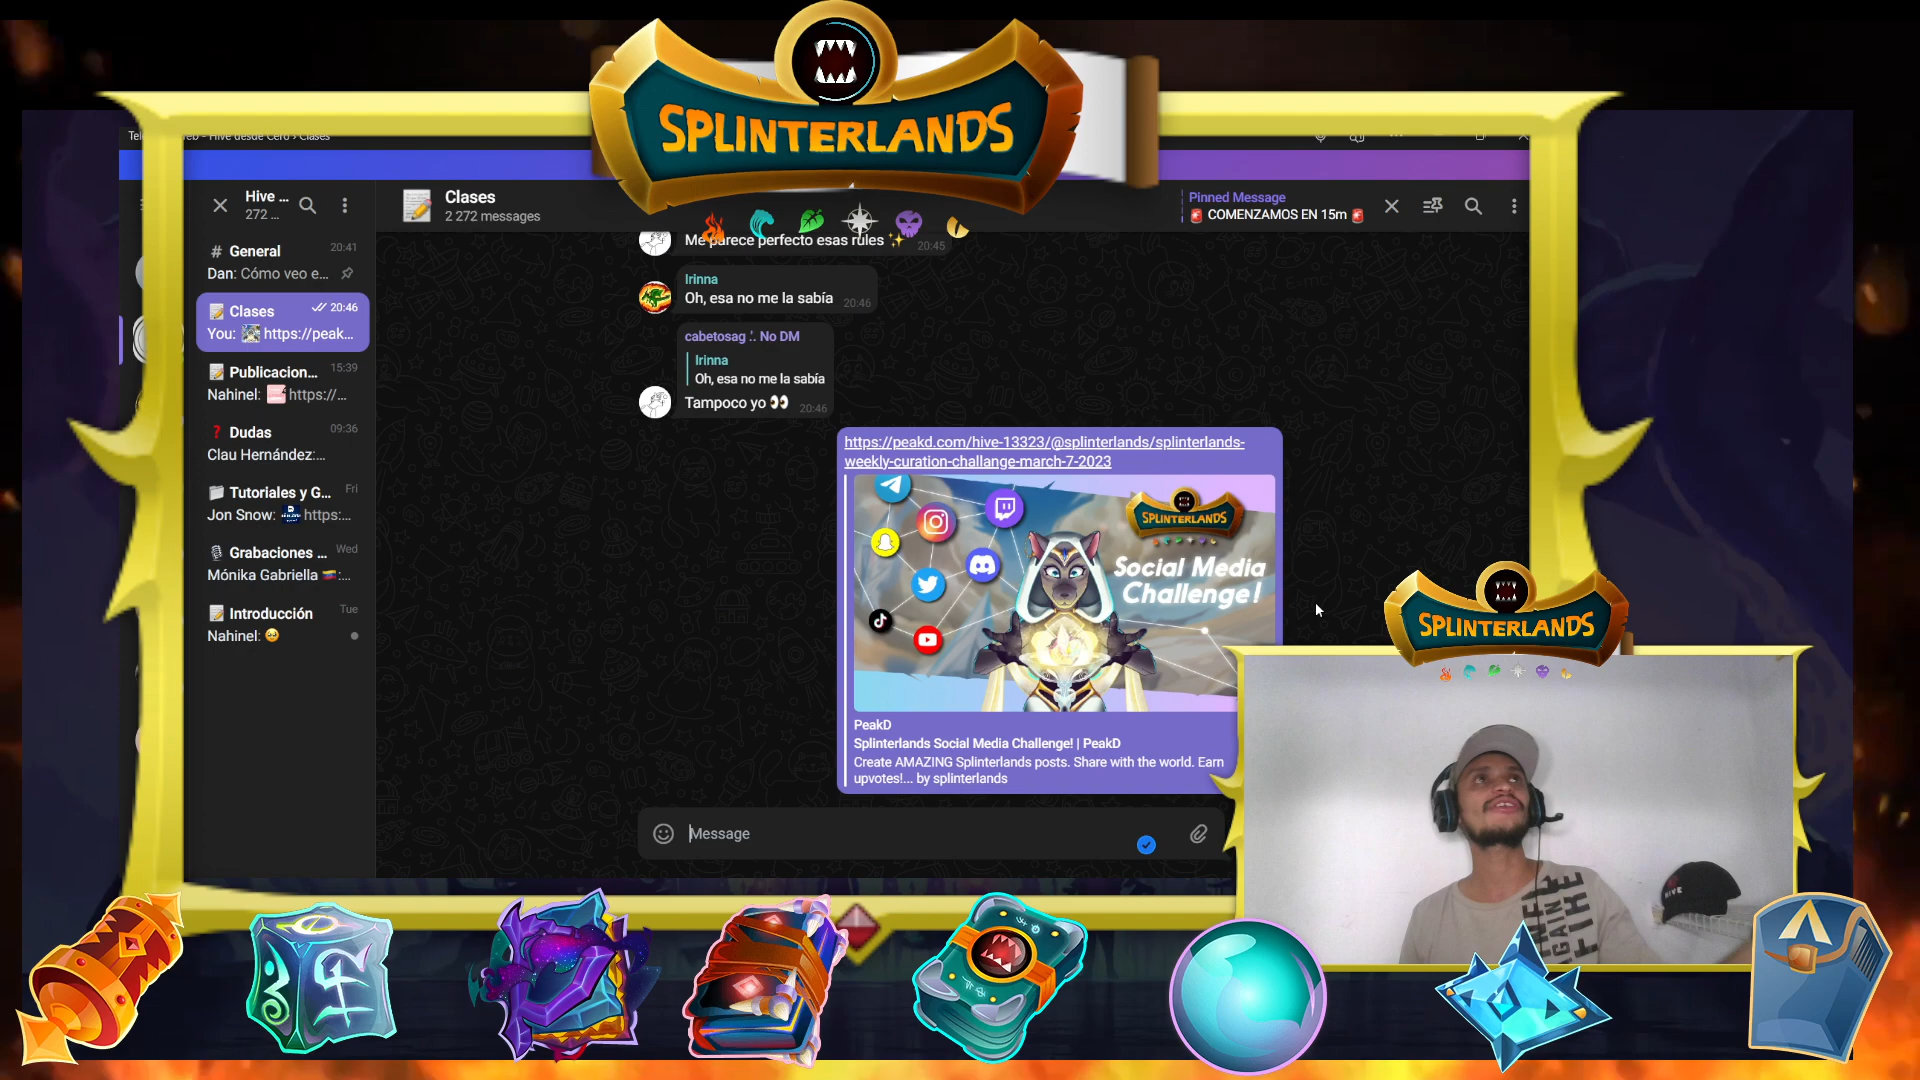 SPLINTERLANDS
Hive desde Cero › Clases
Hive ...
272 ...
Clases
2 272 messages
Pinned Message
🚨 COMENZAMOS EN 15m 🚨
# General 20:41
Dan: Cómo veo e...
Clases 20:46
You: https://peak...
Publicacion... 15:39
Nahinel: https://...
Dudas 09:36
Clau Hernández:...
Tutoriales y G... Fri
Jon Snow: https:...
Grabaciones ... Wed
Mónika Gabriella 🇻🇪:...
Introducción Tue
Nahinel: 🥺
Me parece perfecto esas rules ✨ 20:45
Irinna
Oh, esa no me la sabía 20:46
cabetosag ∴ No DM
Irinna
Oh, esa no me la sabía
Tampoco yo 👀 20:46
https://peakd.com/hive-13323/@splinterlands/splinterlands-
weekly-curation-challange-march-7-2023
SPLINTERLANDS
Social Media
Challenge!
PeakD
Splinterlands Social Media Challenge! | PeakD
Create AMAZING Splinterlands posts. Share with the world. Earn
upvotes!... by splinterlands
Message
SPLINTERLANDS
HIVE